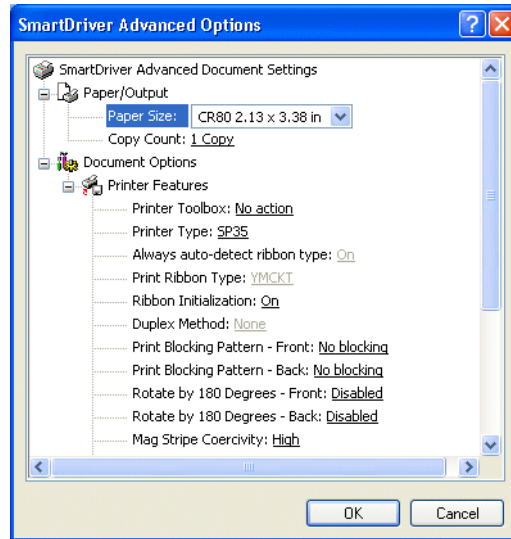 SmartDriver Advanced Options
SmartDriver Advanced Document Settings
Paper/Output
Paper Size: CR80 2.13 x 3.38 in
Copy Count: 1 Copy
Document Options
Printer Features
Printer Toolbox: No action
Printer Type: SP35
Always auto-detect ribbon type: On
Print Ribbon Type: YMCKT
Ribbon Initialization: On
Duplex Method: None
Print Blocking Pattern - Front: No blocking
Print Blocking Pattern - Back: No blocking
Rotate by 180 Degrees - Front: Disabled
Rotate by 180 Degrees - Back: Disabled
Mag Stripe Coercivity: High
OK Cancel